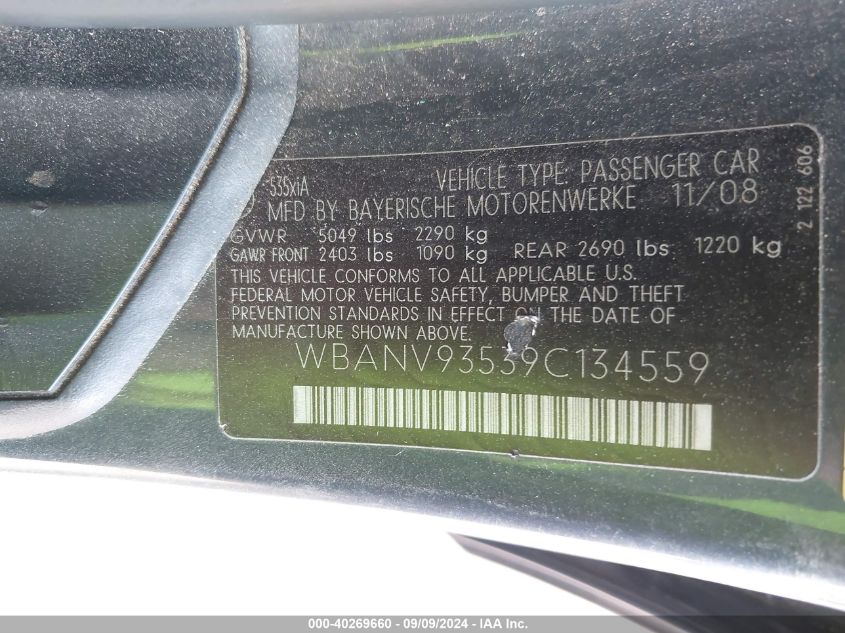 535xiA
VEHICLE TYPE: PASSENGER CAR
MFD BY BAYERISCHE MOTORENWERKE 11/08
GVWR 5049 lbs 2290 kg
GAWR FRONT 2403 lbs 1090 kg REAR 2690 lbs 1220 kg
THIS VEHICLE CONFORMS TO ALL APPLICABLE U.S.
FEDERAL MOTOR VEHICLE SAFETY, BUMPER AND THEFT
PREVENTION STANDARDS IN EFFECT ON THE DATE OF
MANUFACTURE SHOWN ABOVE.
WBANV93539C134559
2 122 606
000-40269660 - 09/09/2024 - IAA Inc.